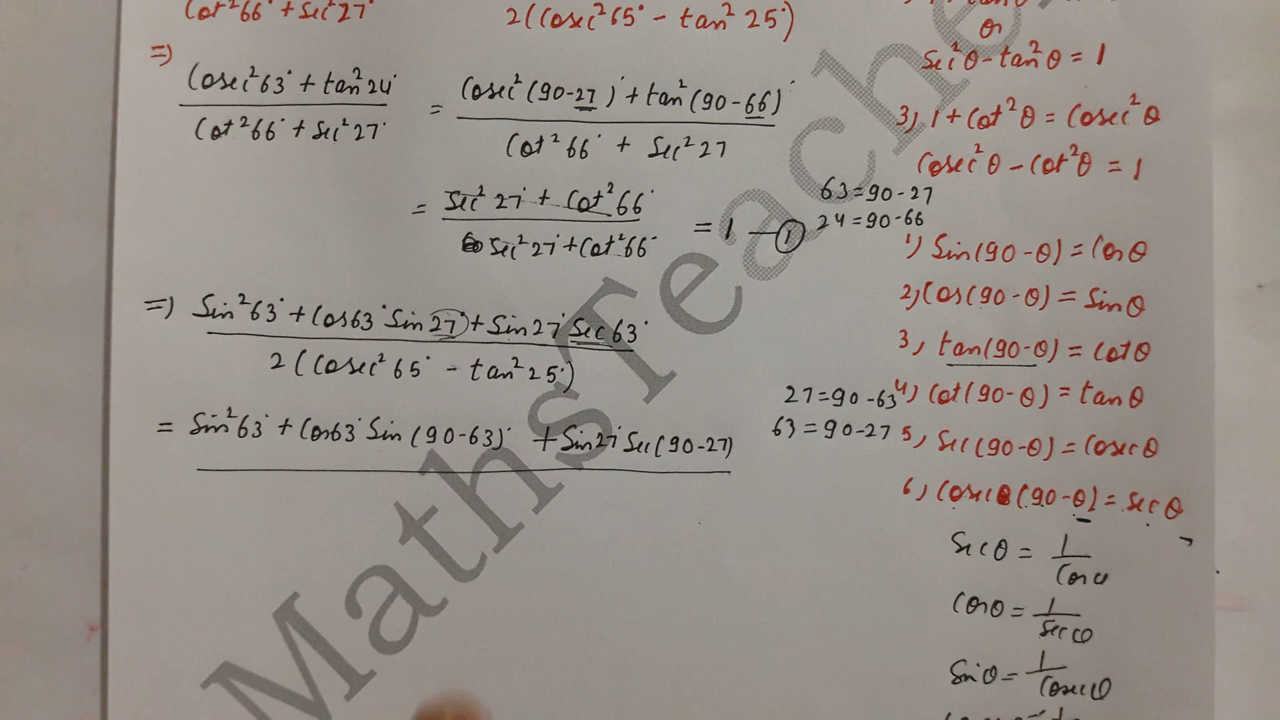 Cot²66° + Sec²27°
2(Cosec²65° - tan²25°)
or
Sec²θ - tan²θ = 1
=) Cosec²63° + tan²24° / Cot²66° + Sec²27° = Cosec²(90-27)° + tan²(90-66)° / Cot²66° + Sec²27
= Sec²27° + Cot²66° / Sec²27° + Cot²66° = 1 — ①
3, 1 + Cot²θ = Cosec²θ
Cosec²θ - Cot²θ = 1
63 = 90-27
24 = 90-66
1) Sin(90-θ) = Cosθ
2, Cos(90-θ) = Sinθ
3, tan(90-θ) = Cotθ
4) Cot(90-θ) = tanθ
5, Sec(90-θ) = Cosecθ
6, Cosec(90-θ) = Secθ
=) Sin²63° + Cos63° Sin27° + Sin27° Sec63° / 2(Cosec²65° - tan²25°)
27 = 90-63
63 = 90-27
= Sin²63° + Cos63° Sin(90-63)° + Sin27° Sec(90-27)
Secθ = 1 / Cosθ
Cosθ = 1 / Secθ
Sinθ = 1 / Cosecθ
MathsTeache